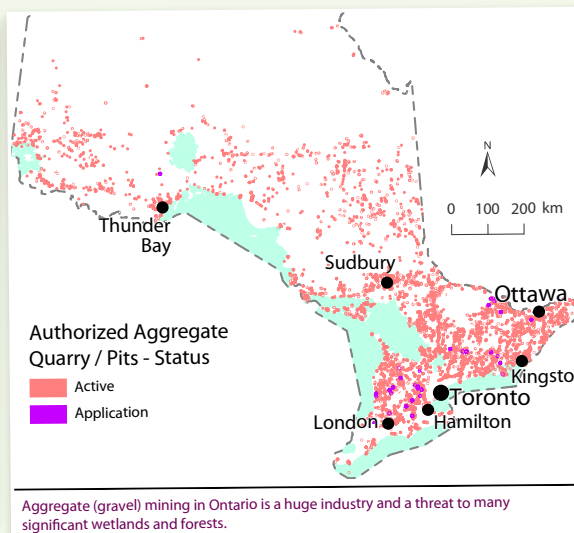 N
0 100 200 km
Thunder
Bay
Sudbury
Ottawa
Authorized Aggregate
Quarry / Pits - Status
Active
Application
Kingsto
Toronto
London
Hamilton
Aggregate (gravel) mining in Ontario is a huge industry and a threat to many
significant wetlands and forests.